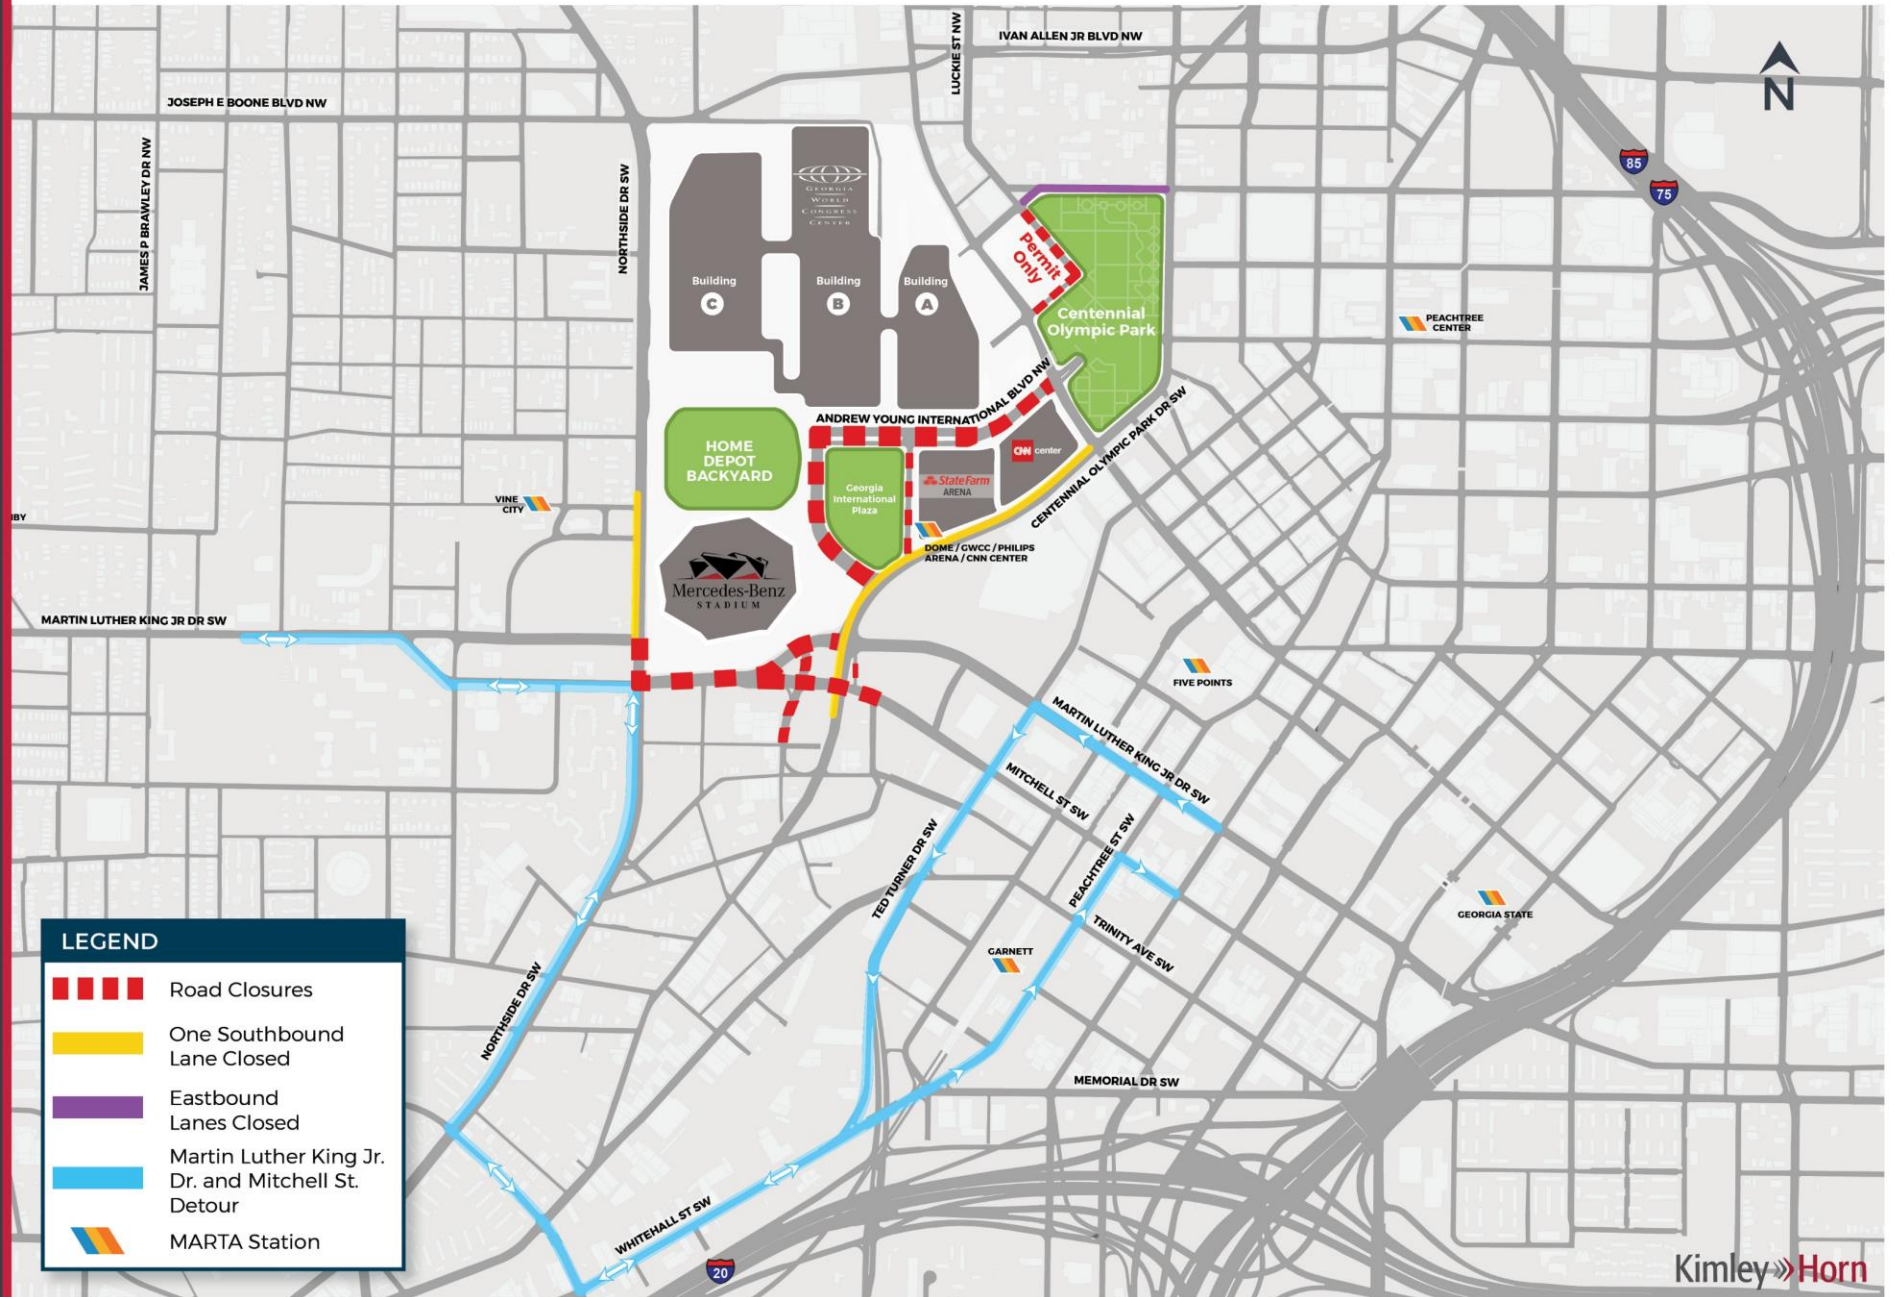 LUCKIE ST NW
IVAN ALLEN JR BLVD NW
N
JOSEPH E BOONE BLVD NW
JAMES P BRAWLEY DR NW
NORTHSIDE DR SW
85
75
GEORGIA
WORLD
CONGRESS
CENTER
Building
C
Building
B
Building
A
Permit
Only
Centennial
Olympic Park
PEACHTREE
CENTER
ANDREW YOUNG INTERNATIONAL BLVD NW
HOME
DEPOT
BACKYARD
CNN center
Georgia
International
Plaza
State Farm
ARENA
CENTENNIAL OLYMPIC PARK DR SW
VINE
CITY
BY
DOME / GWCC / PHILIPS
ARENA / CNN CENTER
Mercedes-Benz
STADIUM
MARTIN LUTHER KING JR DR SW
FIVE POINTS
MARTIN LUTHER KING JR DR SW
MITCHELL ST SW
TED TURNER DR SW
PEACHTREE ST SW
TRINITY AVE SW
GARNETT
GEORGIA STATE
NORTHSIDE DR SW
MEMORIAL DR SW
WHITEHALL ST SW
20
LEGEND
Road Closures
One Southbound
Lane Closed
Eastbound
Lanes Closed
Martin Luther King Jr.
Dr. and Mitchell St.
Detour
MARTA Station
Kimley»Horn